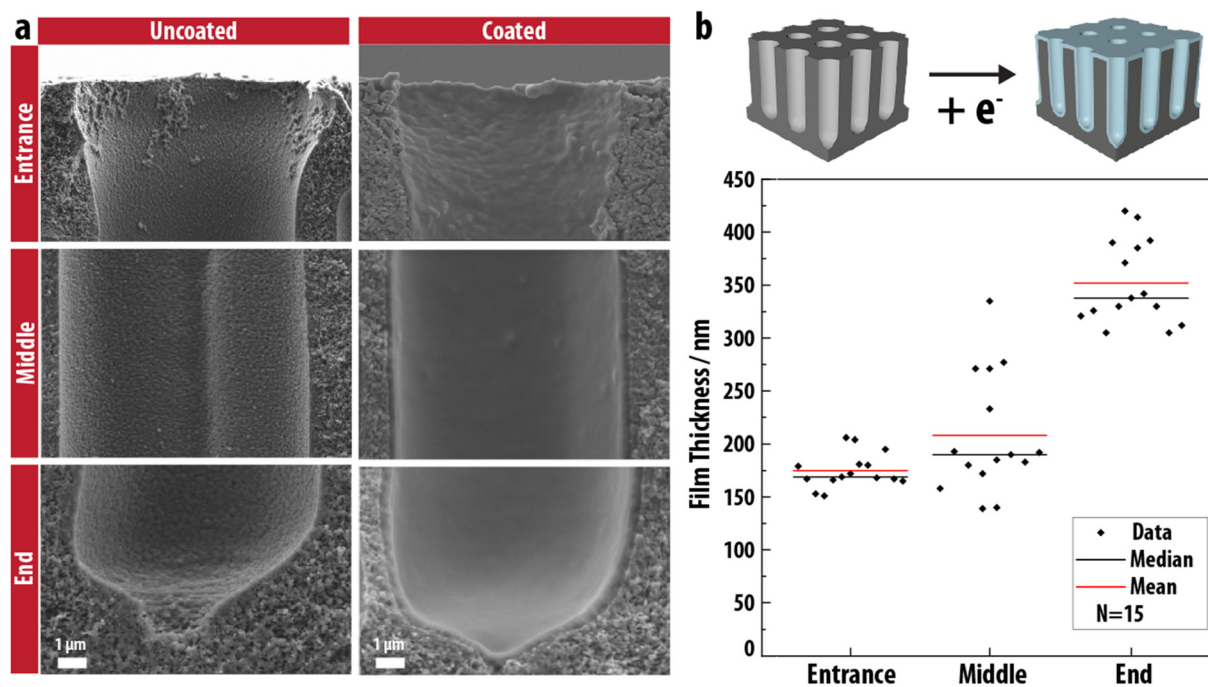 a
Uncoated
Coated
Entrance
Middle
End
1 μm
1 μm
b
+ e-
Film Thickness / nm
450
400
350
300
250
200
150
100
50
0
Entrance
Middle
End
Data
Median
Mean
N=15